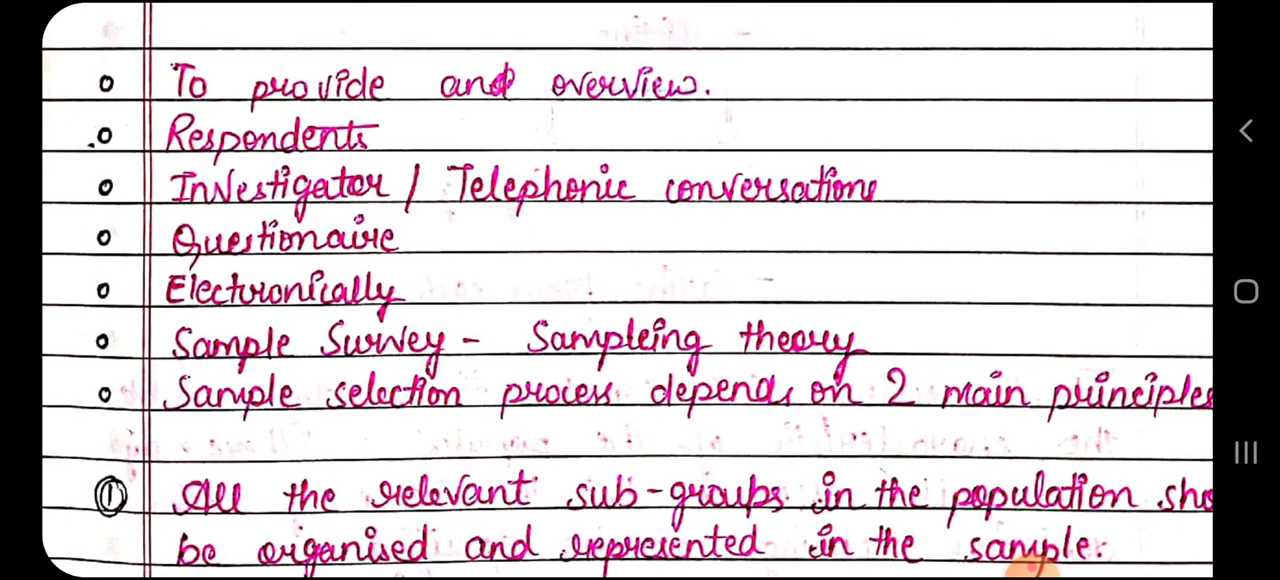 o To provide and overview.
o Respondents
o Investigator / Telephonic conversations
o Questionaire
o Electronically
o Sample Survey - Sampleing theory
o Sample selection process depends on 2 main principles
① All the relevant sub-groups in the population sho
be organised and represented in the sample.